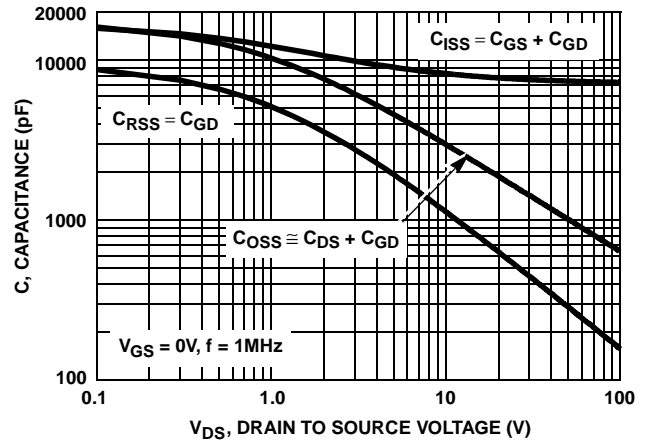 20000
C_ISS = C_GS + C_GD
10000
C_RSS = C_GD
C, CAPACITANCE (pF)
1000
C_OSS ≅ C_DS + C_GD
V_GS = 0V, f = 1MHz
100
0.1 1.0 10 100
V_DS, DRAIN TO SOURCE VOLTAGE (V)